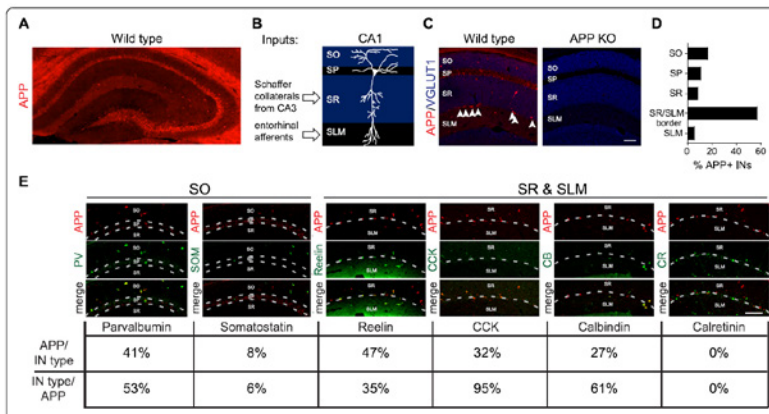 A
Wild type
APP
B
Inputs:
CA1
Schaffer
collaterals
from CA3
entorhinal
afferents
SO
SP
SR
SLM
C
Wild type
APP KO
APP/VGLUT1
SO
SP
SR
SLM
SO
SP
SR
SLM
D
SO
SP
SR
SR/SLM
border
SLM
0
60
% APP+ INs
E
SO
SR & SLM
APP
APP
APP
APP
APP
APP
PV
SOM
Reelin
CCK
CB
CR
merge
merge
merge
merge
merge
merge
Parvalbumin
Somatostatin
Reelin
CCK
Calbindin
Calretinin
APP/
IN type
41%
8%
47%
32%
27%
0%
IN type/
APP
53%
6%
35%
95%
61%
0%